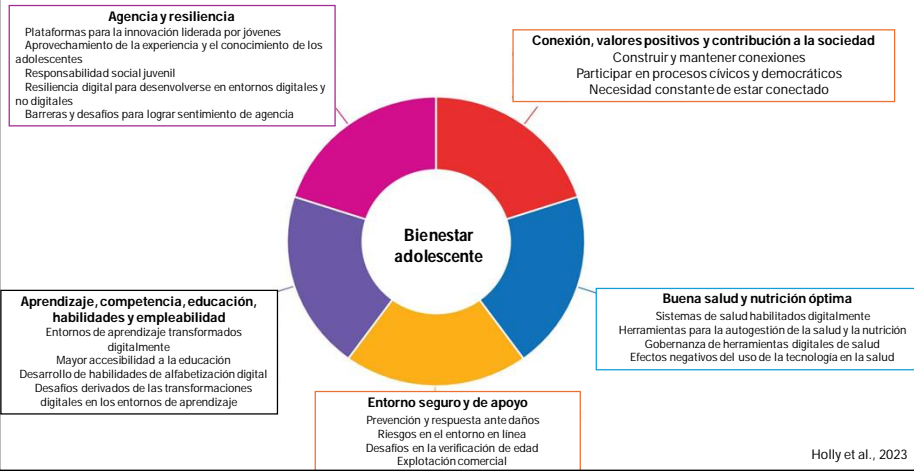 Agencia y resiliencia
Plataformas para la innovación liderada por jóvenes
Aprovechamiento de la experiencia y el conocimiento de los
adolescentes
Responsabilidad social juvenil
Resiliencia digital para desenvolverse en entornos digitales y
no digitales
Barreras y desafíos para lograr sentimiento de agencia
Conexión, valores positivos y contribución a la sociedad
Construir y mantener conexiones
Participar en procesos cívicos y democráticos
Necesidad constante de estar conectado
Bienestar
adolescente
Aprendizaje, competencia, educación,
habilidades y empleabilidad
Entornos de aprendizaje transformados
digitalmente
Mayor accesibilidad a la educación
Desarrollo de habilidades de alfabetización digital
Desafíos derivados de las transformaciones
digitales en los entornos de aprendizaje
Buena salud y nutrición óptima
Sistemas de salud habilitados digitalmente
Herramientas para la autogestión de la salud y la nutrición
Gobernanza de herramientas digitales de salud
Efectos negativos del uso de la tecnología en la salud
Entorno seguro y de apoyo
Prevención y respuesta ante daños
Riesgos en el entorno en línea
Desafíos en la verificación de edad
Explotación comercial
Holly et al., 2023